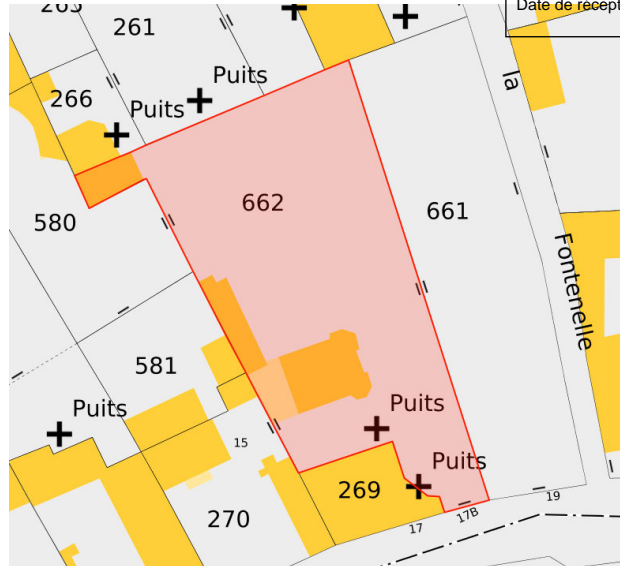 Date de récept
261
Puits
266
Puits
662
661
580
la
Fontenelle
581
Puits
Puits
15
Puits
269
270
17
17B
19